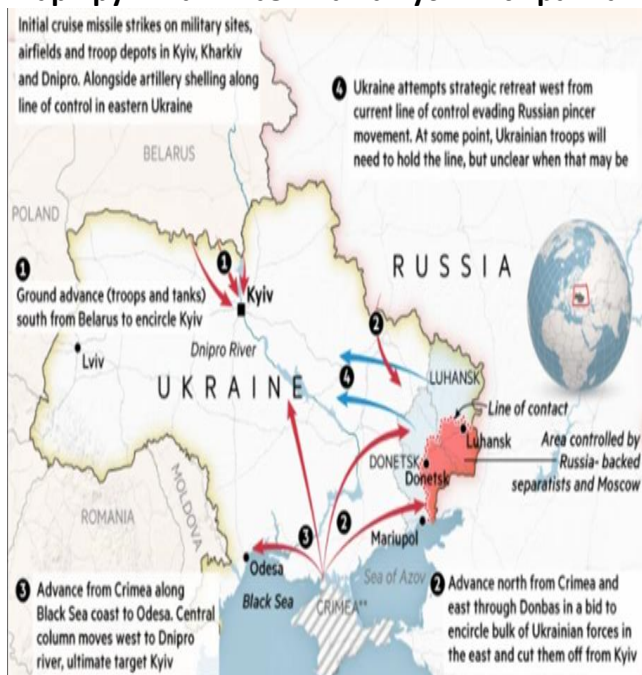 Initial cruise missile strikes on military sites,
airfields and troop depots in Kyiv, Kharkiv
and Dnipro. Alongside artillery shelling along
line of control in eastern Ukraine
4 Ukraine attempts strategic retreat west from
current line of control evading Russian pincer
movement. At some point, Ukrainian troops will
need to hold the line, but unclear when that may be
BELARUS
POLAND
RUSSIA
1
1
Ground advance (troops and tanks)
south from Belarus to encircle Kyiv
Kyiv
2
Lviv
Dnipro River
UKRAINE
4
LUHANSK
Line of contact
Luhansk
Area controlled by
Russia- backed
separatists and Moscow
DONETSK
Donetsk
MOLDOVA
ROMANIA
3
2
Mariupol
Odesa
Sea of Azov
Black Sea
CRIMEA**
3 Advance from Crimea along
Black Sea coast to Odesa. Central
column moves west to Dnipro
river, ultimate target Kyiv
2 Advance north from Crimea and
east through Donbas in a bid to
encircle bulk of Ukrainian forces in
the east and cut them off from Kyiv